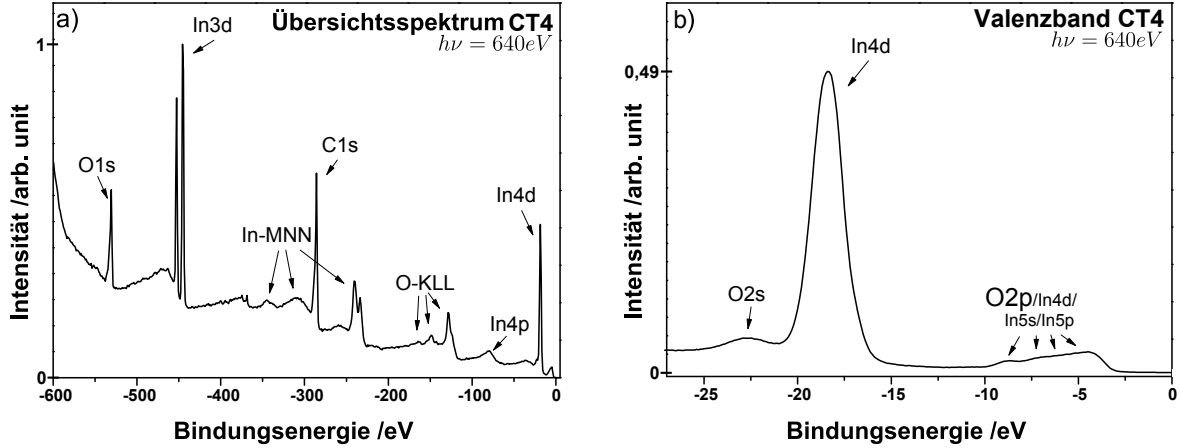 a)
Übersichtsspektrum CT4
hν = 640eV
In3d
1
O1s
C1s
In4d
In-MNN
O-KLL
In4p
0
-600 -500 -400 -300 -200 -100 0
Intensität /arb. unit
Bindungsenergie /eV
b)
Valenzband CT4
hν = 640eV
In4d
0,49
O2s
O2p/In4d/
In5s/In5p
0
-25 -20 -15 -10 -5 0
Intensität /arb. unit
Bindungsenergie /eV